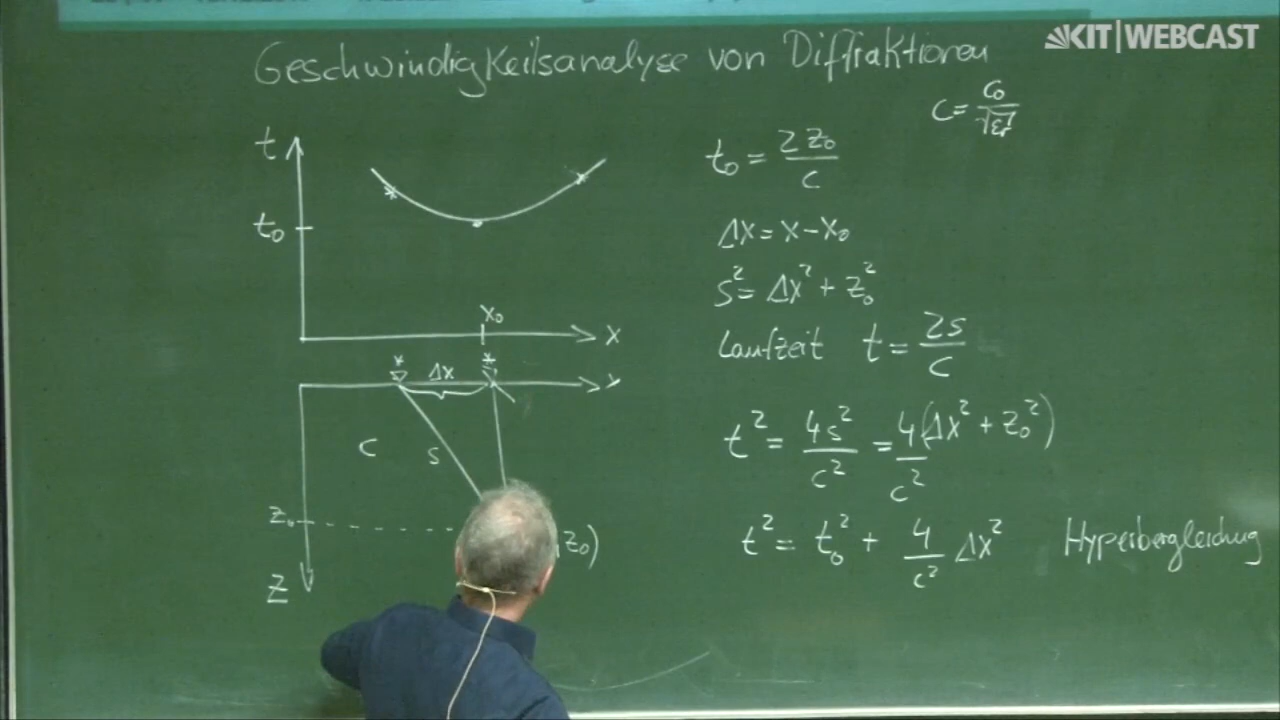 KIT|WEBCAST
Geschwindigkeitsanalyse von Diffraktionen
c = c₀/√εᵣ
t
t₀
x₀
x
t₀ = 2z₀/c
Δx = x - x₀
s² = Δx² + z₀²
Laufzeit t = 2s/c
Δx
c
s
z₀
z
z₀)
t² = 4s²/c² = 4/c² (Δx² + z₀²)
t² = t₀² + 4/c² Δx² Hyperbelgleichung